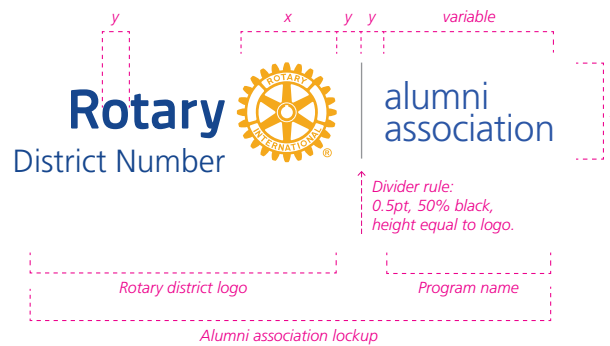 y x y y variable
Rotary
District Number
ROTARY
INTERNATIONAL
®
alumni
association
Divider rule:
0.5pt, 50% black,
height equal to logo.
Rotary district logo Program name
Alumni association lockup